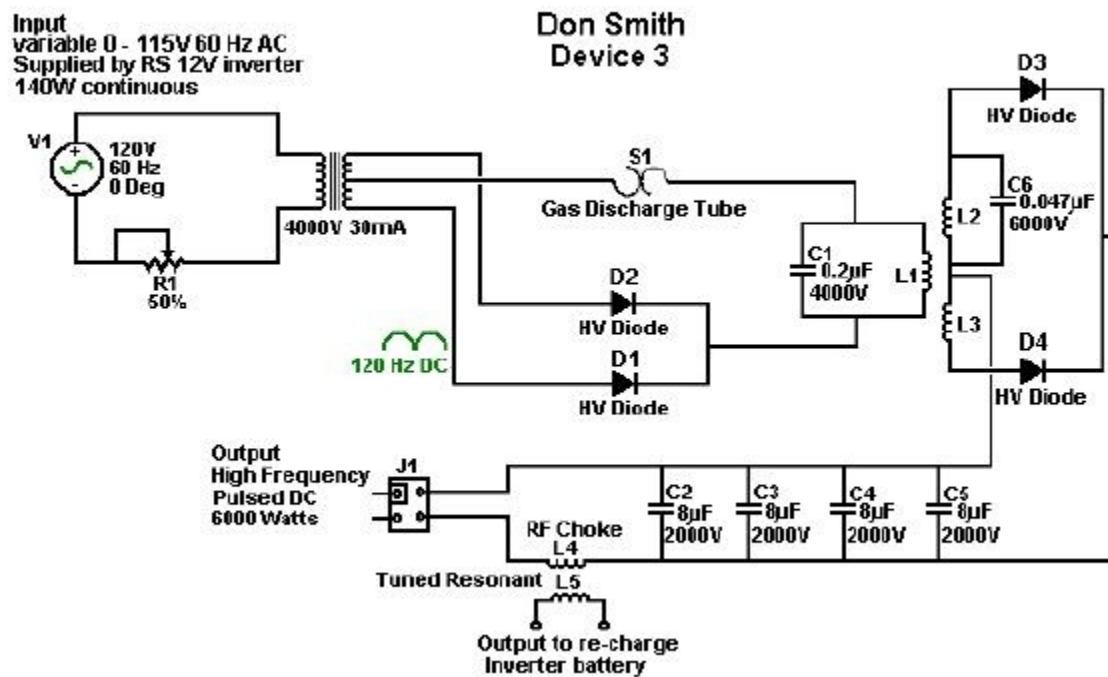 Don Smith
Device 3
Input
variable 0 - 115V 60 Hz AC
Supplied by RS 12V inverter
140W continuous
V1
120V
60 Hz
0 Deg
R1
50%
4000V 30mA
120 Hz DC
S1
Gas Discharge Tube
D2
HV Diode
D1
HV Diode
C1
0.2µF
4000V
L1
L2
L3
C6
0.047µF
6000V
D3
HV Diode
D4
HV Diode
Output
High Frequency
Pulsed DC
6000 Watts
J1
RF Choke
L4
Tuned Resonant
L5
Output to re-charge
Inverter battery
C2
8µF
2000V
C3
8µF
2000V
C4
8µF
2000V
C5
8µF
2000V